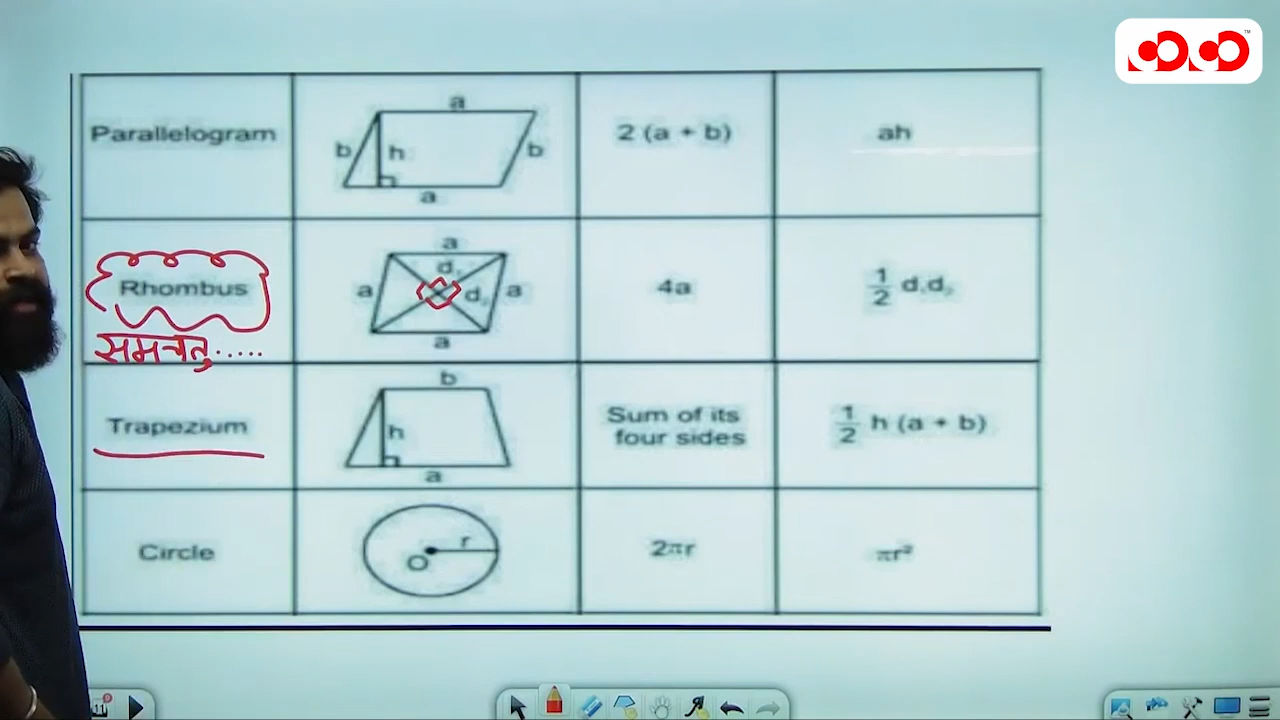 Parallelogram
a
b h b
a
2 (a + b)
ah
Rhombus
समचतु.....
a
d₁
a d₂ a
a
4a
1/2 d₁d₂
Trapezium
b
h
a
Sum of its
four sides
1/2 h (a + b)
Circle
r
O
2πr
πr²
TM